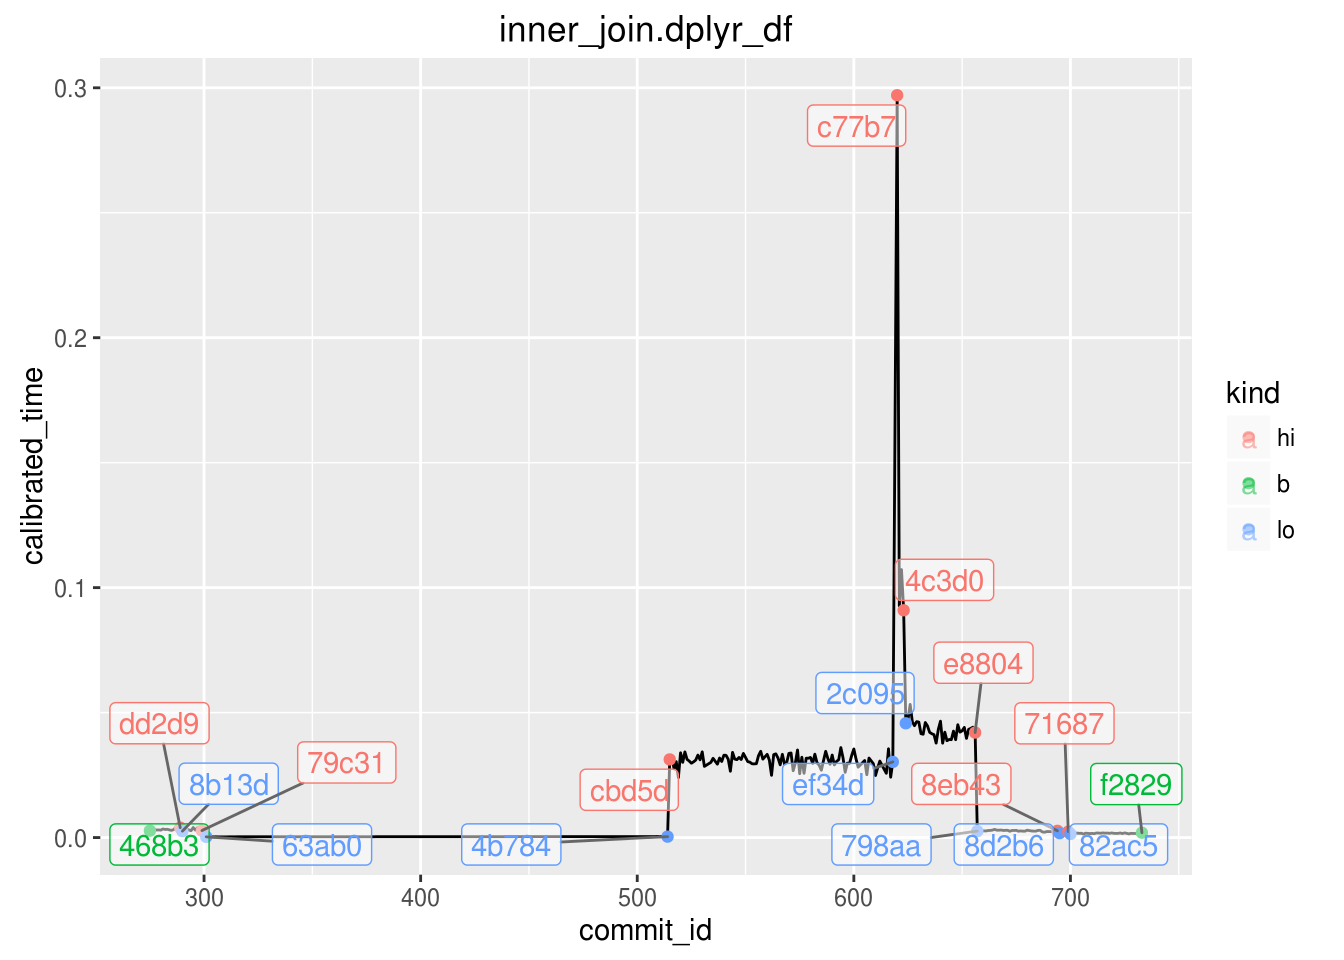 inner_join.dplyr_df
calibrated_time
0.3
0.2
0.1
0.0
c77b7
4c3d0
e8804
2c095
dd2d9
79c31
8b13d
71687
cbd5d
ef34d
8eb43
f2829
468b3
63ab0
4b784
798aa
8d2b6
82ac5
300
400
500
600
700
commit_id
kind
a hi
a b
a lo